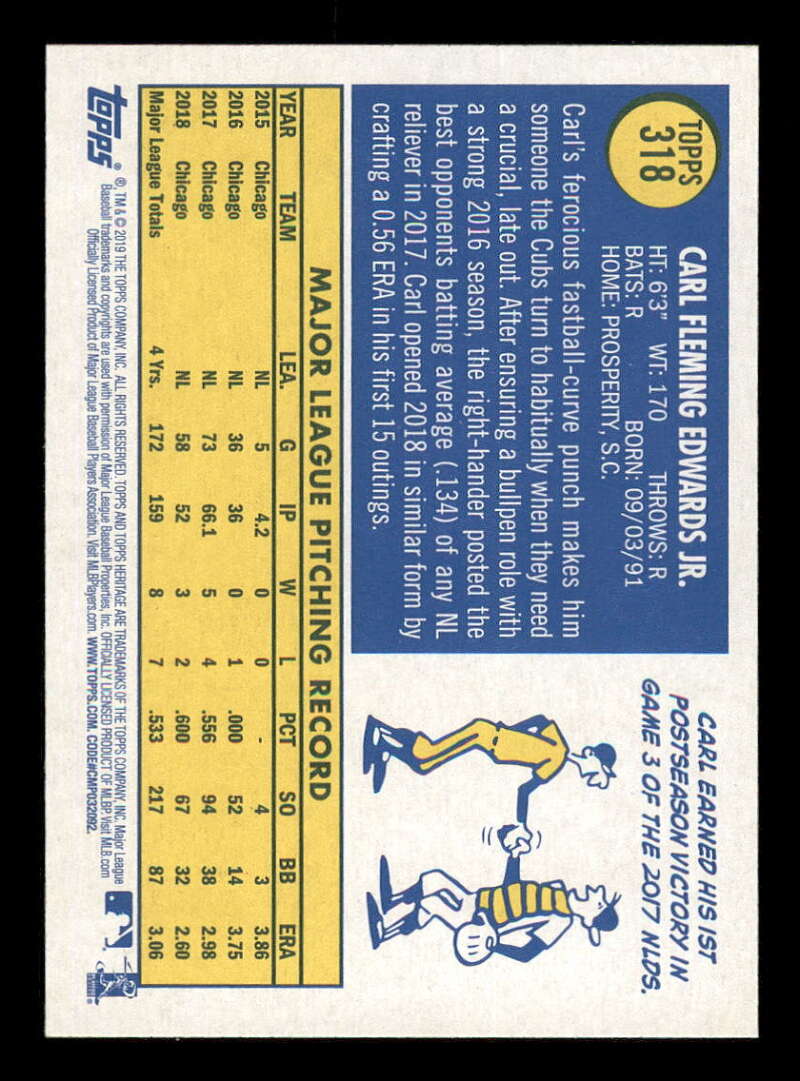 TOPPS
318
CARL FLEMING EDWARDS JR.
HT: 6'3" WT: 170 THROWS: R
BATS: R BORN: 09/03/91
HOME: PROSPERITY, S.C.
Carl's ferocious fastball-curve punch makes him
someone the Cubs turn to habitually when they need
a crucial, late out. After ensuring a bullpen role with
a strong 2016 season, the right-hander posted the
best opponents batting average (.134) of any NL
reliever in 2017. Carl opened 2018 in similar form by
crafting a 0.56 ERA in his first 15 outings.
CARL EARNED HIS 1ST
POSTSEASON VICTORY IN
GAME 3 OF THE 2017 NLDS.
MAJOR LEAGUE PITCHING RECORD
YEAR TEAM LEA. G IP W L PCT SO BB ERA
2015 Chicago NL 5 4.2 0 0 - 4 3 3.86
2016 Chicago NL 36 36 0 1 .000 52 14 3.75
2017 Chicago NL 73 66.1 5 4 .556 94 38 2.98
2018 Chicago NL 58 52 3 2 .600 67 32 2.60
Major League Totals 4 Yrs. 172 159 8 7 .533 217 87 3.06
topps®
®, TM & © 2019 THE TOPPS COMPANY, INC. ALL RIGHTS RESERVED. TOPPS AND TOPPS HERITAGE ARE TRADEMARKS OF THE TOPPS COMPANY, INC. Major League
Baseball trademarks and copyrights are used with permission of Major League Baseball Properties, Inc. OFFICIALLY LICENSED PRODUCT OF MLBP Visit MLB.com
Officially Licensed Product of Major League Baseball Players Association. Visit MLBPlayers.com. WWW.TOPPS.COM. CODE#CMP032092.